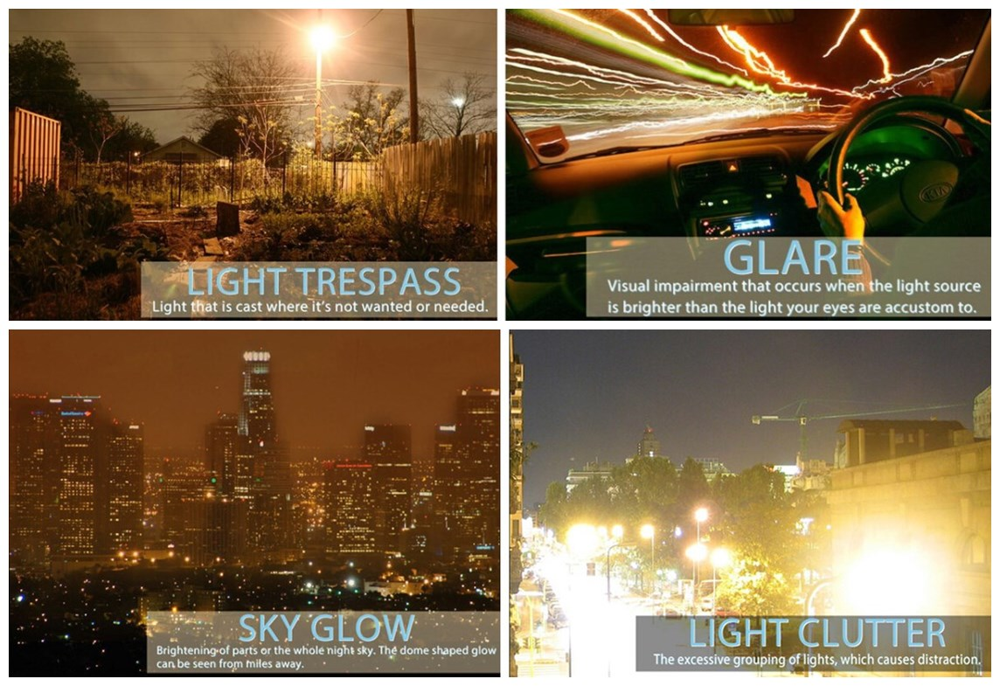 LIGHT TRESPASS
Light that is cast where it's not wanted or needed.
GLARE
Visual impairment that occurs when the light source
is brighter than the light your eyes are accustom to.
KIA
SKY GLOW
Brightening of parts or the whole night sky. The dome shaped glow
can be seen from miles away.
LIGHT CLUTTER
The excessive grouping of lights, which causes distraction.